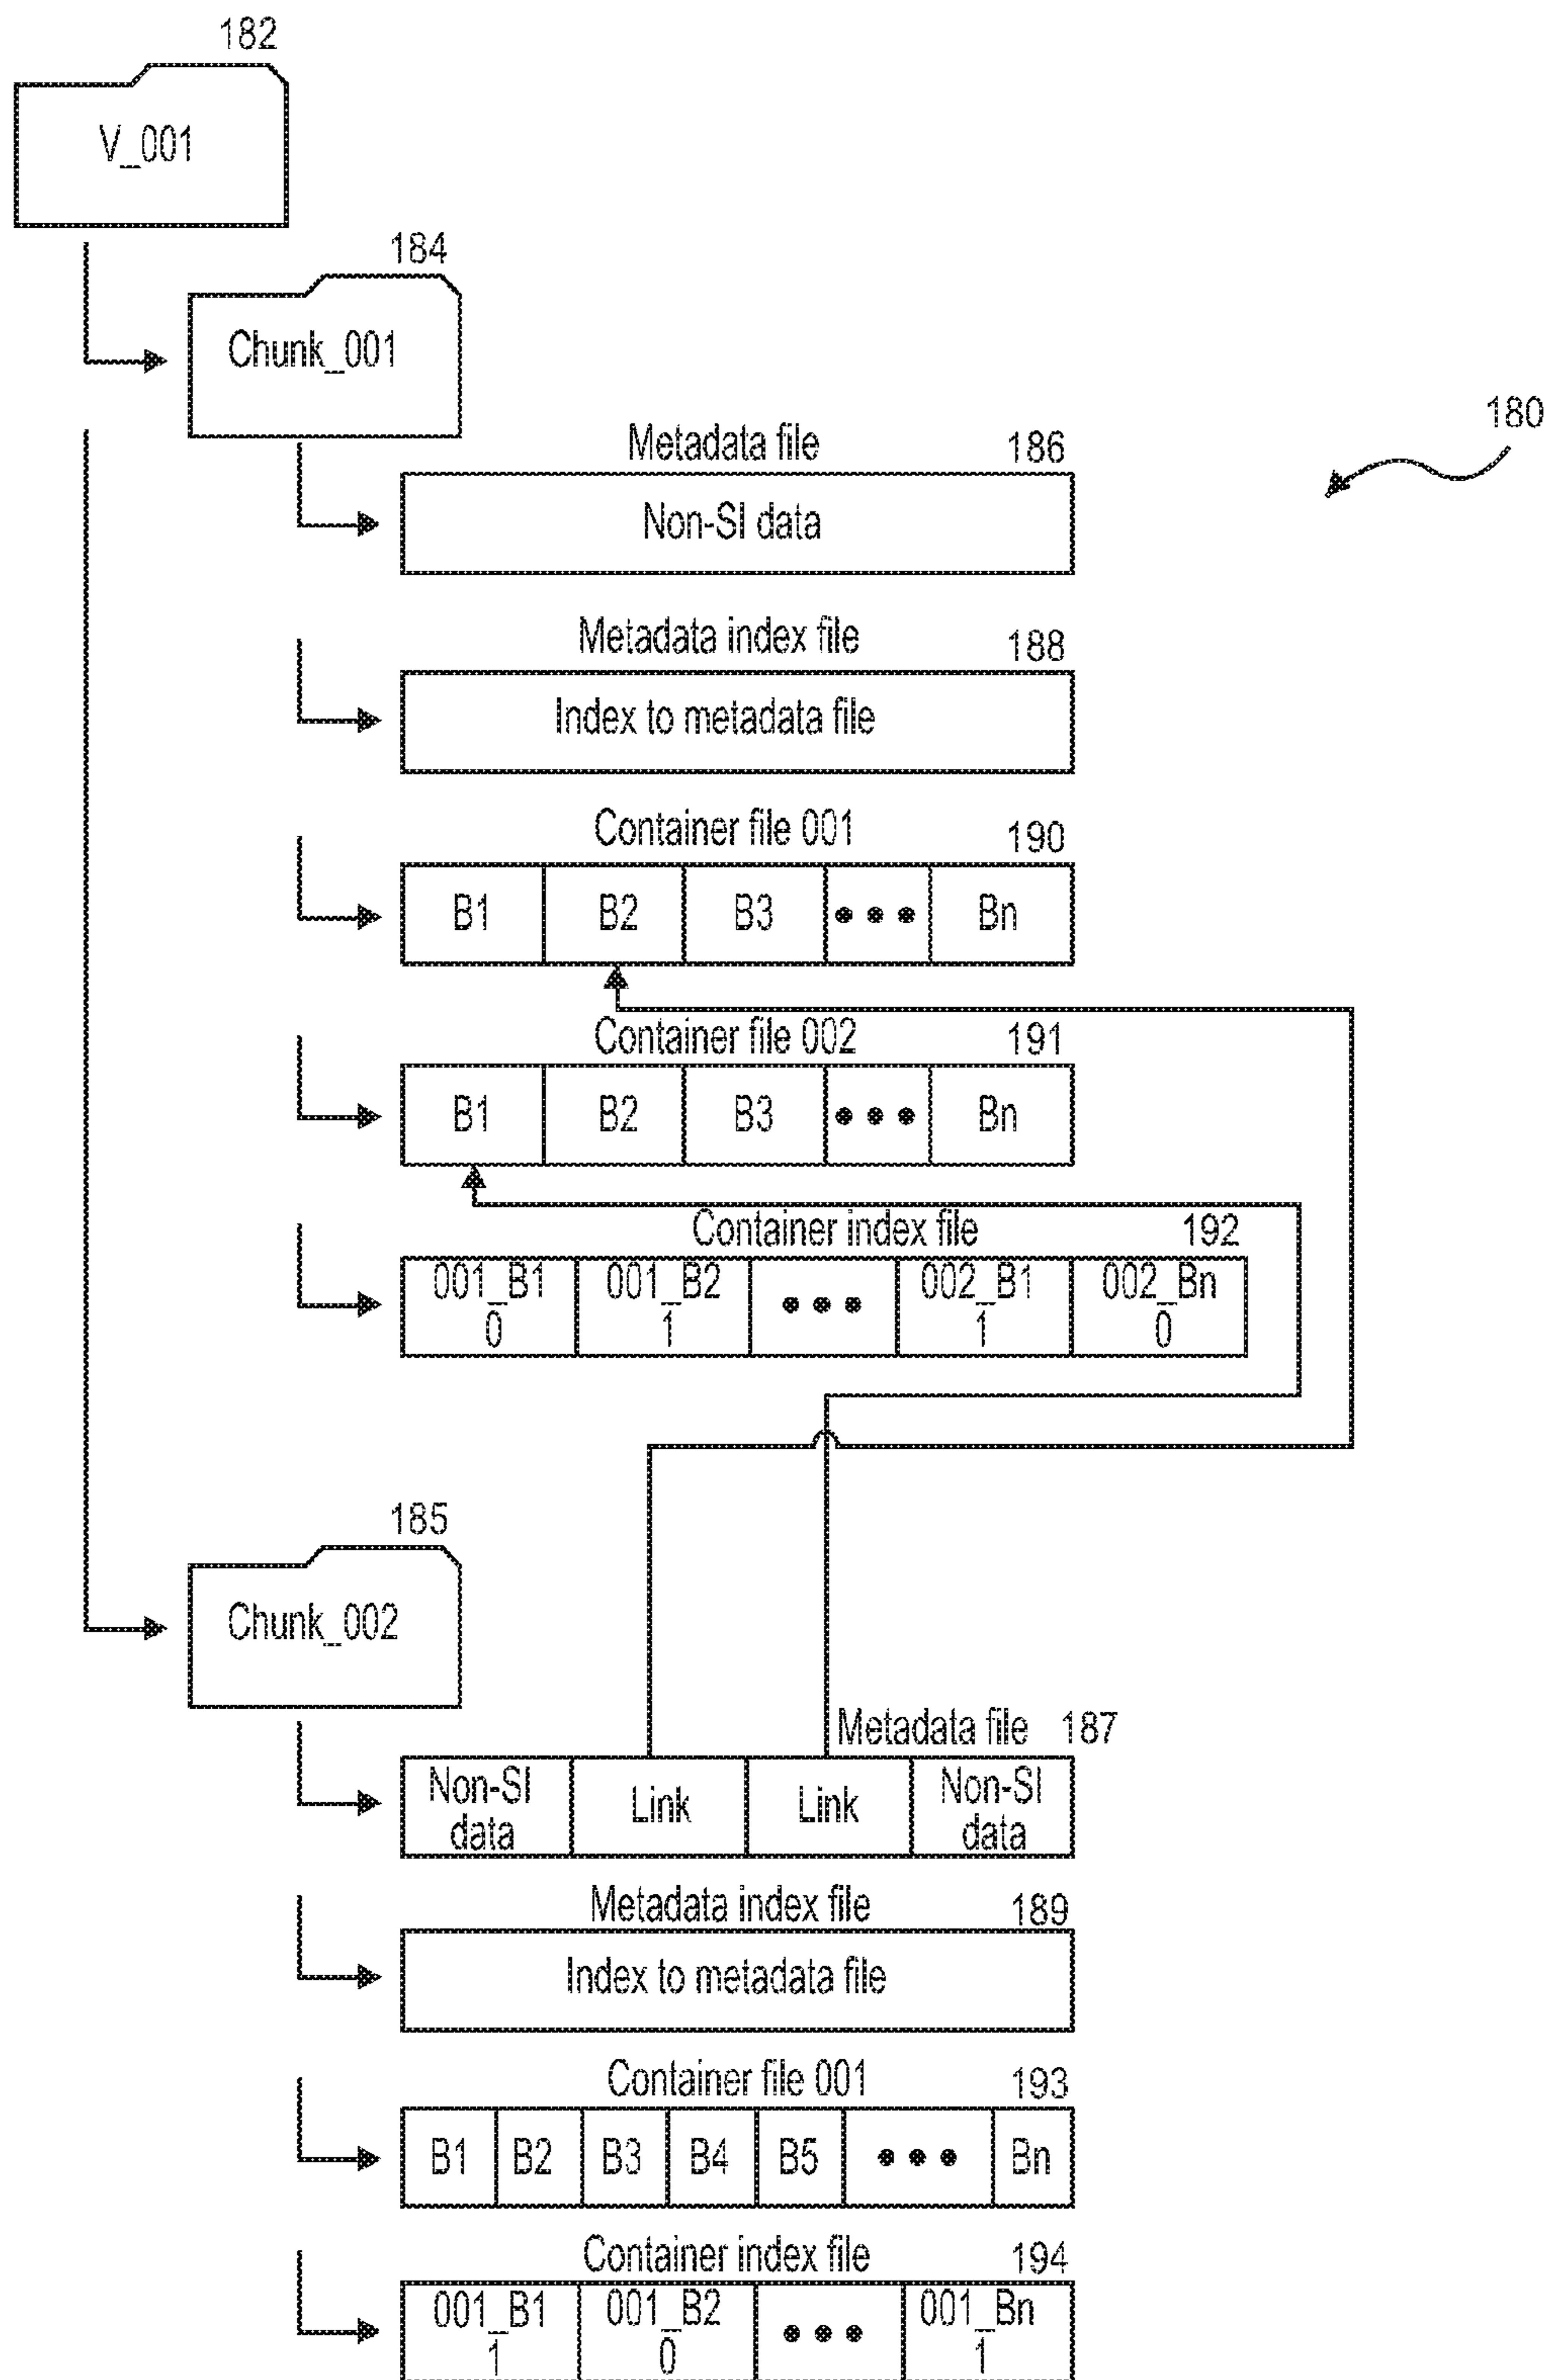 182
V_001
184
Chunk_001
180
Metadata file 186
Non-SI data
Metadata index file 188
Index to metadata file
Container file 001 190
B1 B2 B3 ••• Bn
Container file 002 191
B1 B2 B3 ••• Bn
Container index file 192
001_B1 001_B2 ••• 002_B1 002_Bn
0 1 1 0
185
Chunk_002
Metadata file 187
Non-SI Link Link Non-SI
data data
Metadata index file 189
Index to metadata file
Container file 001 193
B1 B2 B3 B4 B5 ••• Bn
Container index file 194
001_B1 001_B2 ••• 001_Bn
1 0 1